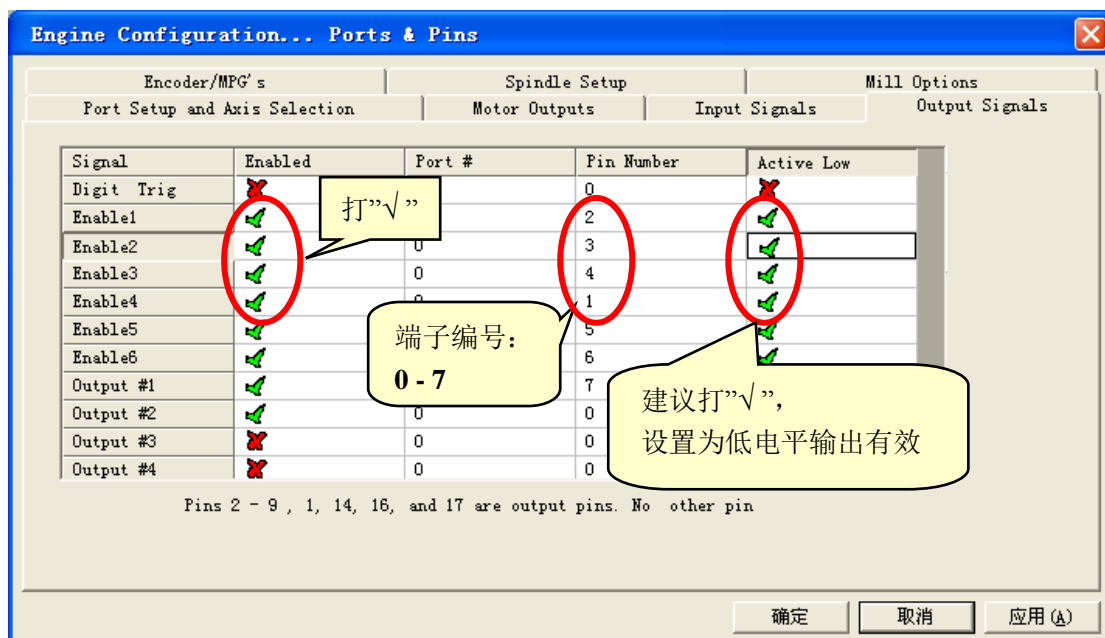 Engine Configuration... Ports & Pins
Encoder/MPG's Spindle Setup Mill Options
Port Setup and Axis Selection Motor Outputs Input Signals Output Signals
Signal Enabled Port # Pin Number Active Low
Digit Trig 0
Enable1 2
Enable2 0 3
Enable3 0 4
Enable4 1
Enable5 5
Enable6 6
Output #1 7
Output #2 0 0
Output #3 0 0
Output #4 0 0
打”√”
端子编号：
0 - 7
建议打”√”，
设置为低电平输出有效
Pins 2 - 9 , 1, 14, 16, and 17 are output pins. No other pin
确定 取消 应用(A)